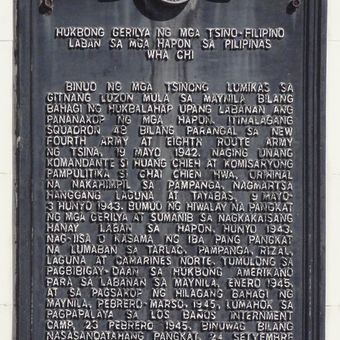 HUKBONG GERILYA NG MGA TSINO-FILIPINO
LABAN SA MGA HAPON SA PILIPINAS
WHA CHI
BINUO NG MGA TSINONG LUMIKAS SA
GITNANG LUZON MULA SA MAYNILA BILANG
BAHAGI NG HUKBALAHAP UPANG LABANAN ANG
PANANAKOP NG MGA HAPON. ITINALAGANG
SQUADRON 48 BILANG PARANGAL SA NEW
FOURTH ARMY AT EIGHTH ROUTE ARMY
NG TSINA, 19 MAYO 1942. NAGING UNANG
KOMANDANTE SI HUANG CHIEH AT KOMISARYONG
PAMPULITIKA SI CHAI CHIEN HWA. ORIHINAL
NA NAKAHIMPIL SA PAMPANGA, NAGMARTSA
HANGGANG LAGUNA AT TAYABAS, 9 MAYO-
3 HUNYO 1943. BUMUO NG HIWALAY NA PANGKAT
NG MGA GERILYA AT SUMANIB SA NAGKAKAISANG
HANAY LABAN SA HAPON, HUNYO 1943.
NAG-IISA O KASAMA NG IBA PANG PANGKAT
NA LUMABAN SA TARLAC, PAMPANGA, RIZAL,
LAGUNA AT CAMARINES NORTE. TUMULONG SA
PAGBIBIGAY-DAAN SA HUKBONG AMERIKANO
PARA SA LABANAN SA MAYNILA, ENERO 1945,
AT SA PAGSAKOP NG HILAGANG BAHAGI NG
MAYNILA, PEBRERO-MARSO, 1945. LUMAHOK SA
PAGPAPALAYA SA LOS BAÑOS INTERNMENT
CAMP, 23 PEBRERO 1945. BINUWAG BILANG
NASASANDATAHANG PANGKAT, 24 SETYEMBRE